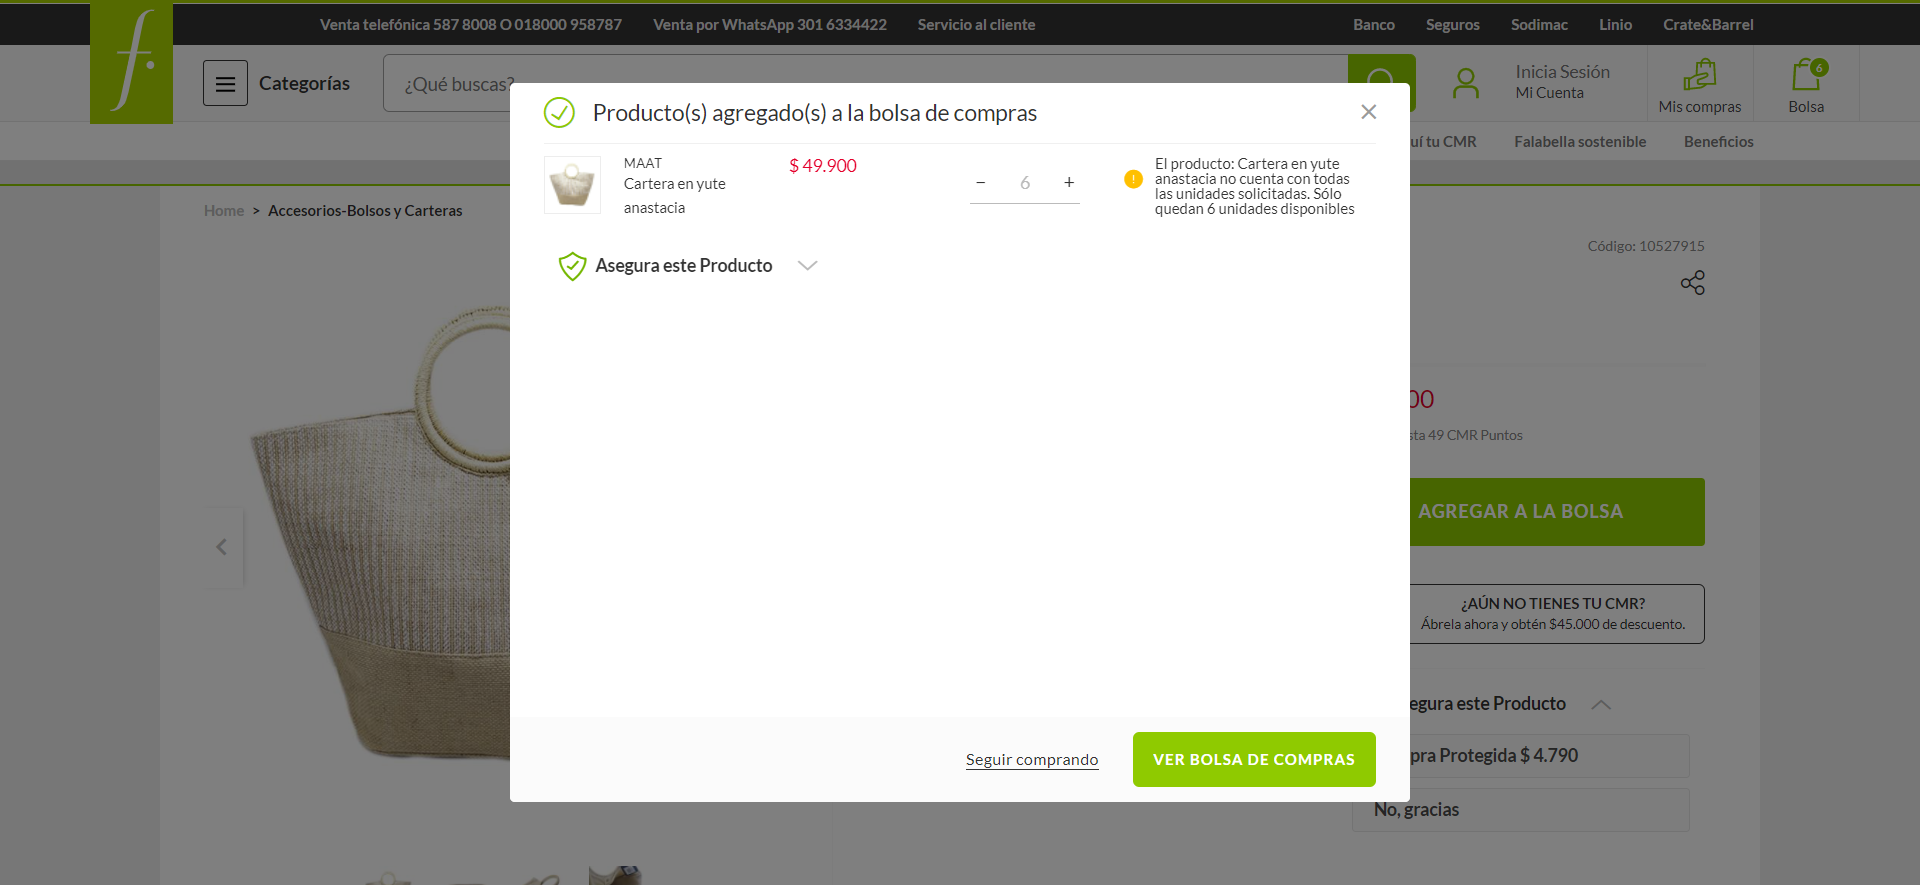 Venta telefónica 587 8008 O 018000 958787 Venta por WhatsApp 301 6334422 Servicio al cliente Banco Seguros Sodimac Linio Crate&Barrel
f.
Categorías
¿Qué buscas?
Inicia Sesión
Mi Cuenta
Mis compras
6
Bolsa
uí tu CMR Falabella sostenible Beneficios
Producto(s) agregado(s) a la bolsa de compras
MAAT
Cartera en yute
anastacia
$ 49.900
− 6 +
El producto: Cartera en yute
anastacia no cuenta con todas
las unidades solicitadas. Sólo
quedan 6 unidades disponibles
Asegura este Producto
Seguir comprando
VER BOLSA DE COMPRAS
Home > Accesorios-Bolsos y Carteras
Código: 10527915
00
sta 49 CMR Puntos
AGREGAR A LA BOLSA
¿AÚN NO TIENES TU CMR?
Ábrela ahora y obtén $45.000 de descuento.
egura este Producto
pra Protegida $ 4.790
No, gracias